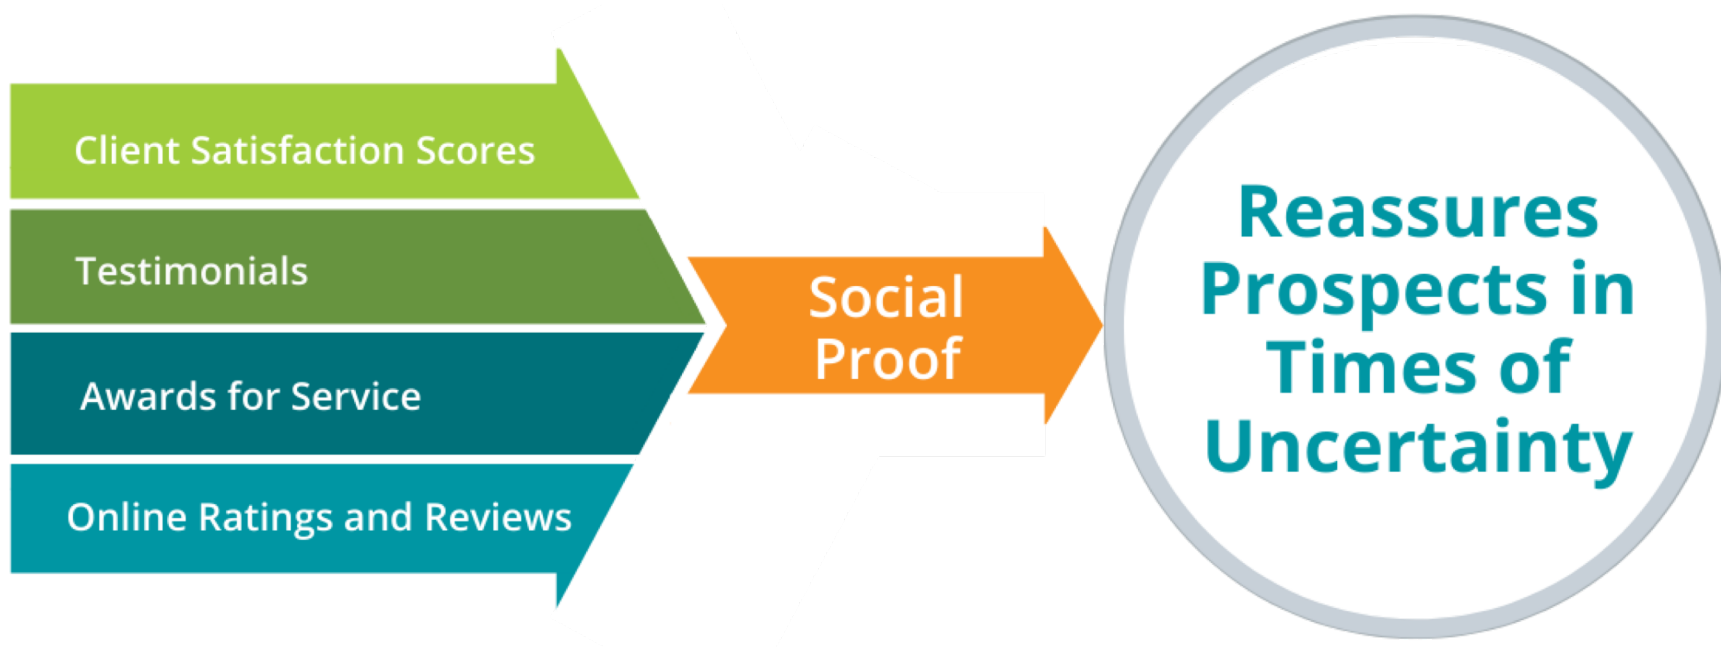 Client Satisfaction Scores
Testimonials
Awards for Service
Online Ratings and Reviews
Social
Proof
Reassures
Prospects in
Times of
Uncertainty